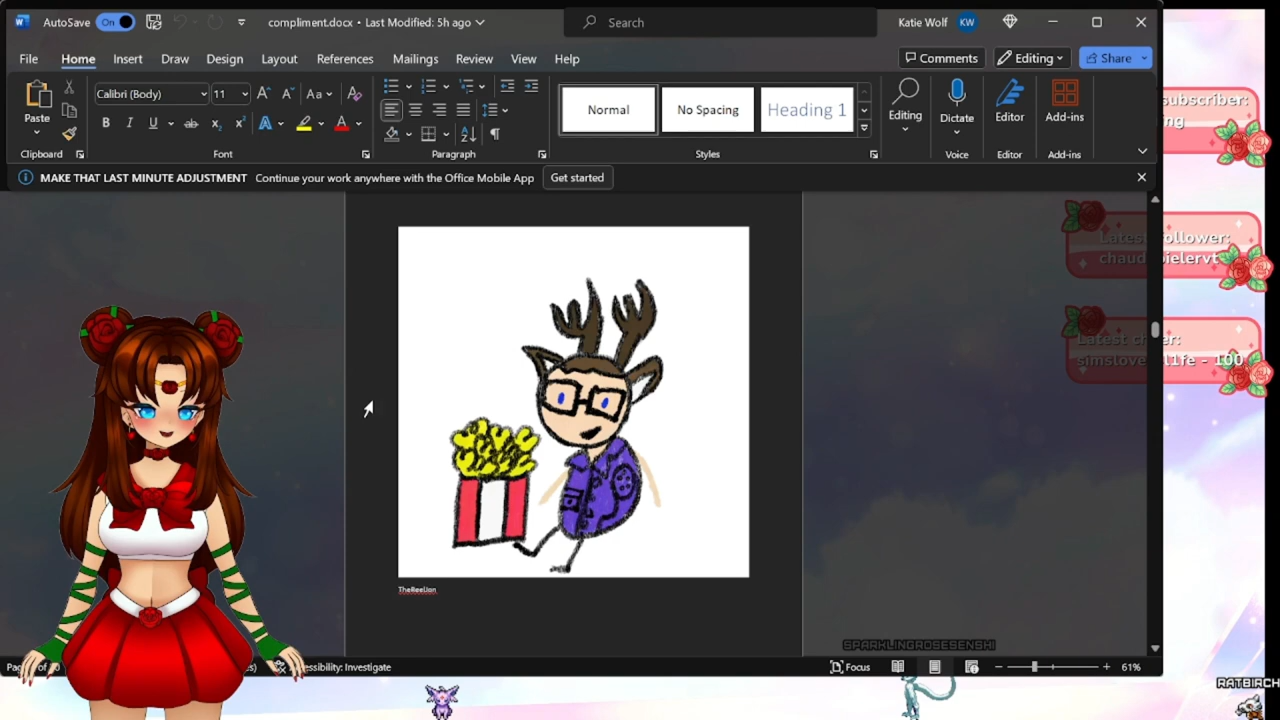 AutoSave On compliment.docx • Last Modified: 5h ago Search Katie Wolf KW
File Home Insert Draw Design Layout References Mailings Review View Help Comments Editing Share
Paste Calibri (Body) 11 Aa Normal No Spacing Heading 1 Editing Dictate Editor Add-ins
Clipboard Font Paragraph Styles Voice Editor Add-ins
MAKE THAT LAST MINUTE ADJUSTMENT Continue your work anywhere with the Office Mobile App Get started
subscriber:
Latest follower:
Latest
- 100
TheReelJon
SPARKLINGROSESENSHI
Investigate Focus 61%
RATBIRCH